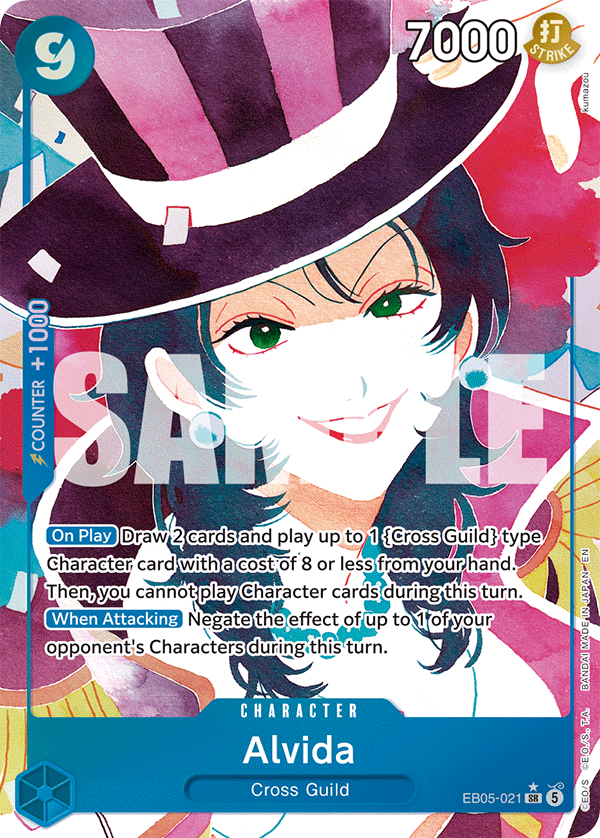 9
7000
打
STRIKE
kumazou
COUNTER +1000
SAMPLE
On Play Draw 2 cards and play up to 1 {Cross Guild} type
Character card with a cost of 8 or less from your hand.
Then, you cannot play Character cards during this turn.
When Attacking Negate the effect of up to 1 of your
opponent's Characters during this turn.
CHARACTER
Alvida
Cross Guild
EB05-021 SR 5
©E.O/S ©E.O./S., T.A. BANDAI MADE IN JAPAN EN